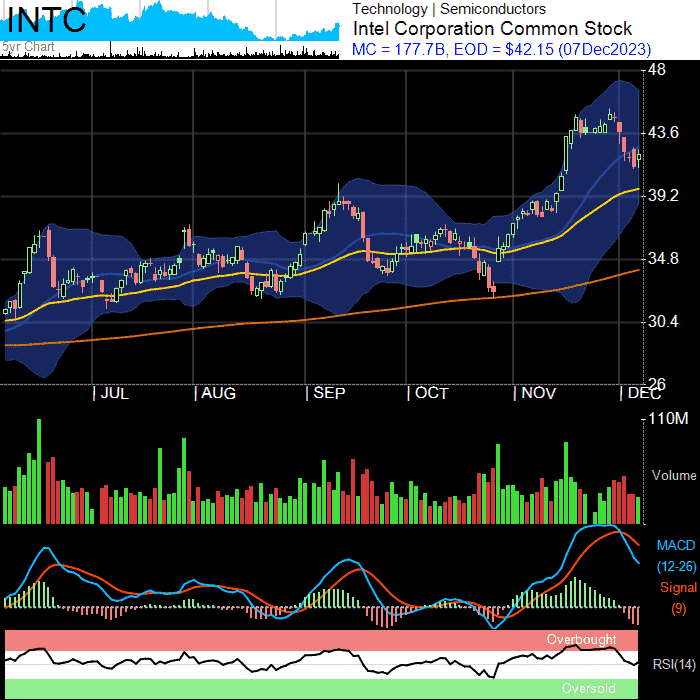 INTC
5yr Chart
Technology | Semiconductors
Intel Corporation Common Stock
MC = 177.7B, EOD = $42.15 (07Dec2023)
48
43.6
39.2
34.8
30.4
26
JUL
AUG
SEP
OCT
NOV
DEC
110M
Volume
MACD
(12-26)
Signal
(9)
Overbought
RSI(14)
Oversold